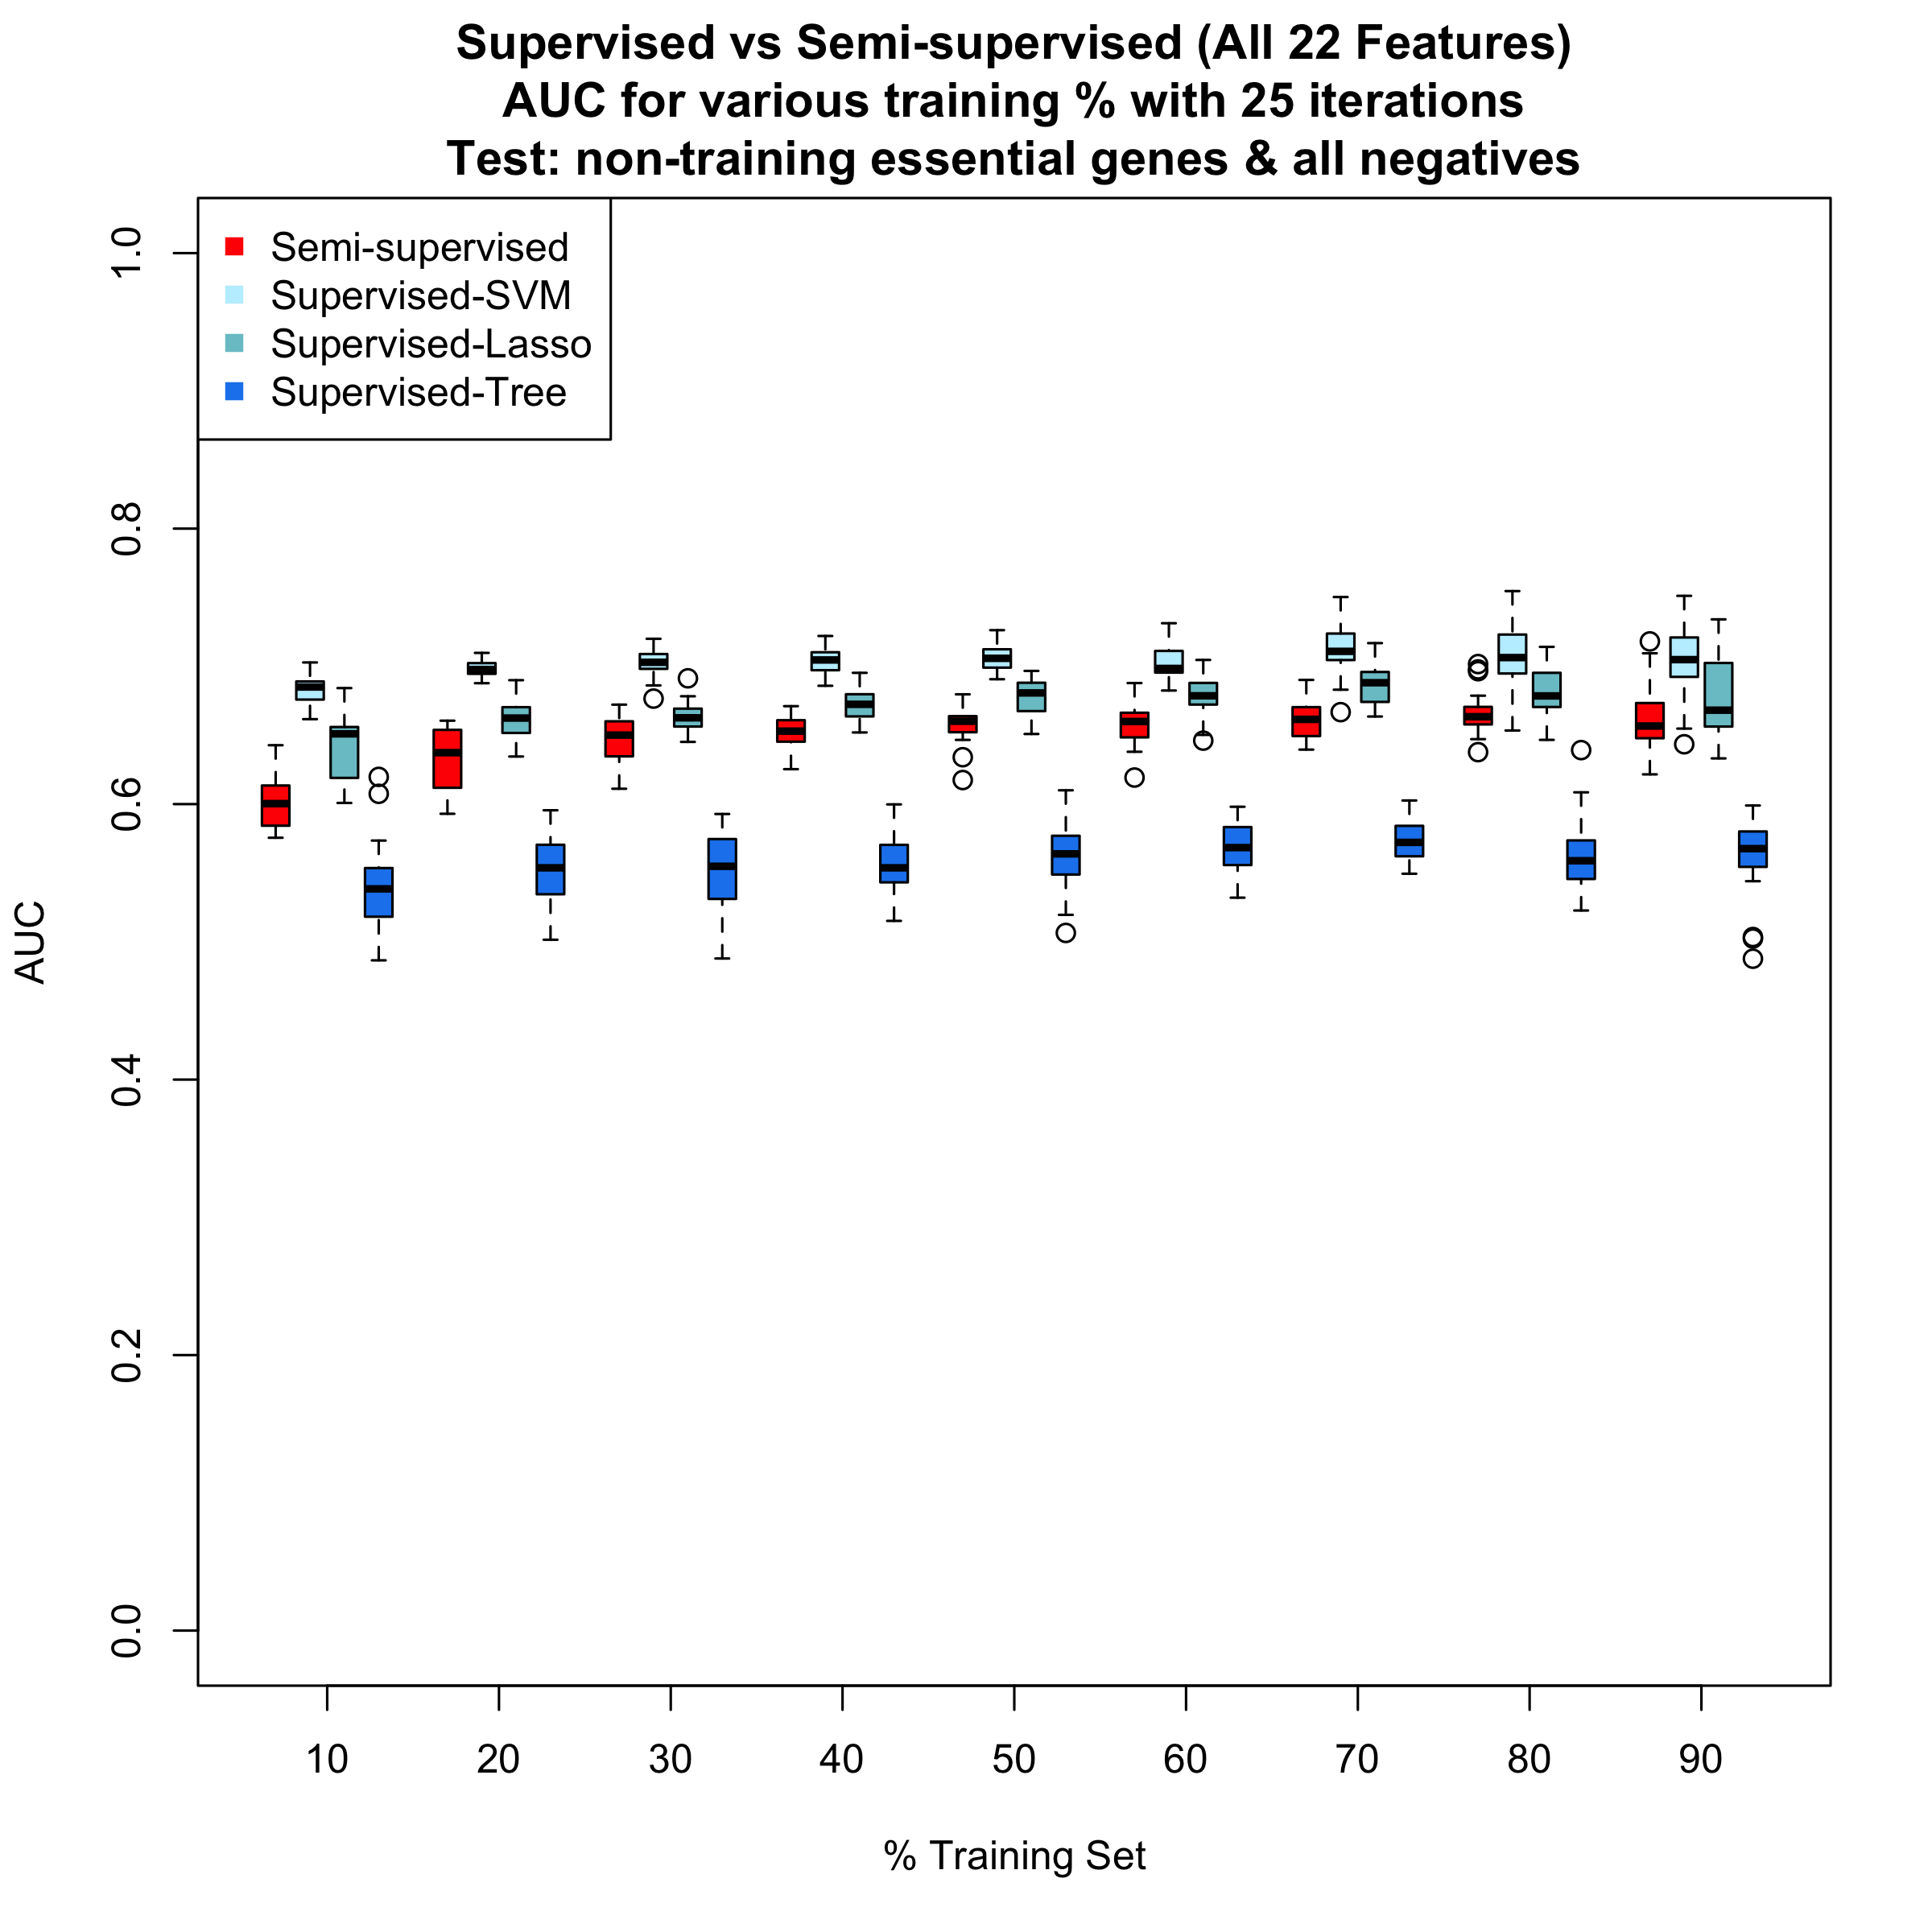 Supervised vs Semi-supervised (All 22 Features)
AUC for various training % with 25 iterations
Test: non-training essential genes & all negatives
Semi-supervised
Supervised-SVM
Supervised-Lasso
Supervised-Tree
1.0
0.8
0.6
0.4
0.2
0.0
AUC
10 20 30 40 50 60 70 80 90
% Training Set